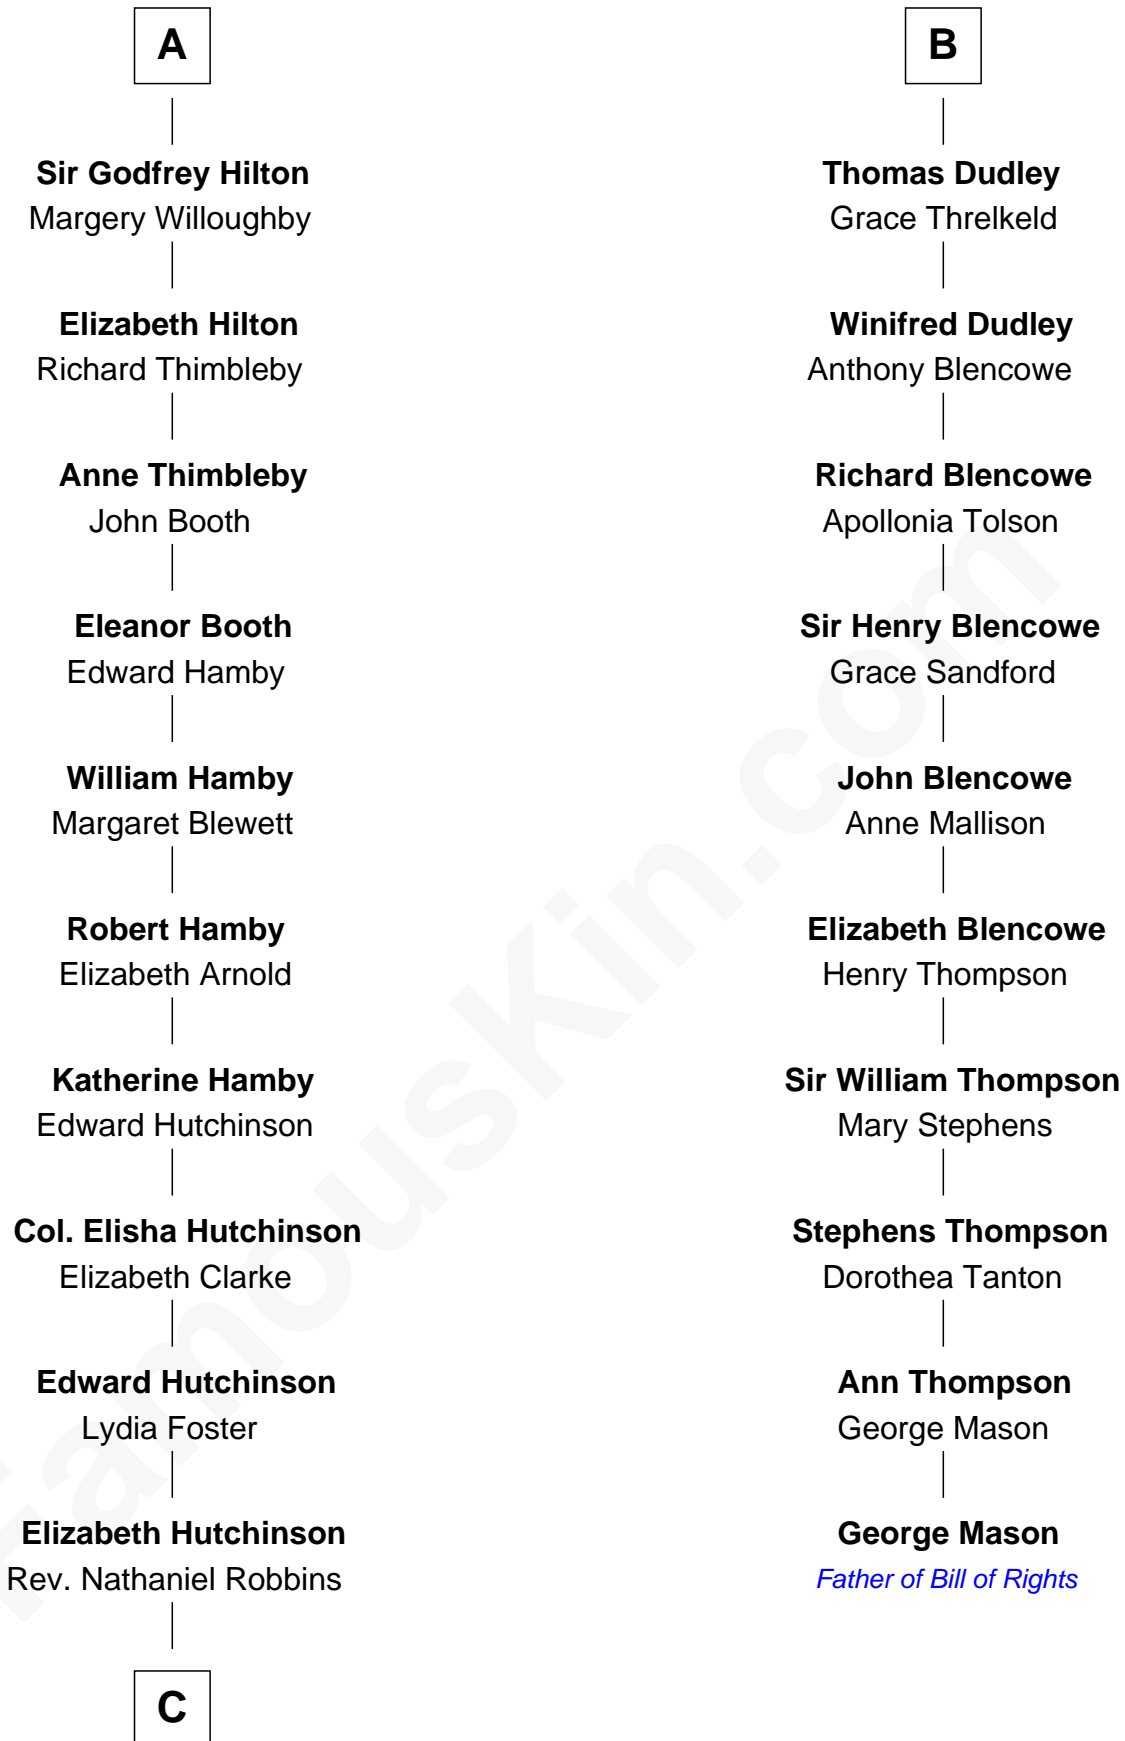 A
Sir Godfrey Hilton
Margery Willoughby
Elizabeth Hilton
Richard Thimbleby
Anne Thimbleby
John Booth
Eleanor Booth
Edward Hamby
William Hamby
Margaret Blewett
Robert Hamby
Elizabeth Arnold
Katherine Hamby
Edward Hutchinson
Col. Elisha Hutchinson
Elizabeth Clarke
Edward Hutchinson
Lydia Foster
Elizabeth Hutchinson
Rev. Nathaniel Robbins
C
B
Thomas Dudley
Grace Threlkeld
Winifred Dudley
Anthony Blencowe
Richard Blencowe
Apollonia Tolson
Sir Henry Blencowe
Grace Sandford
John Blencowe
Anne Mallison
Elizabeth Blencowe
Henry Thompson
Sir William Thompson
Mary Stephens
Stephens Thompson
Dorothea Tanton
Ann Thompson
George Mason
George Mason
Father of Bill of Rights
FamousKin.com